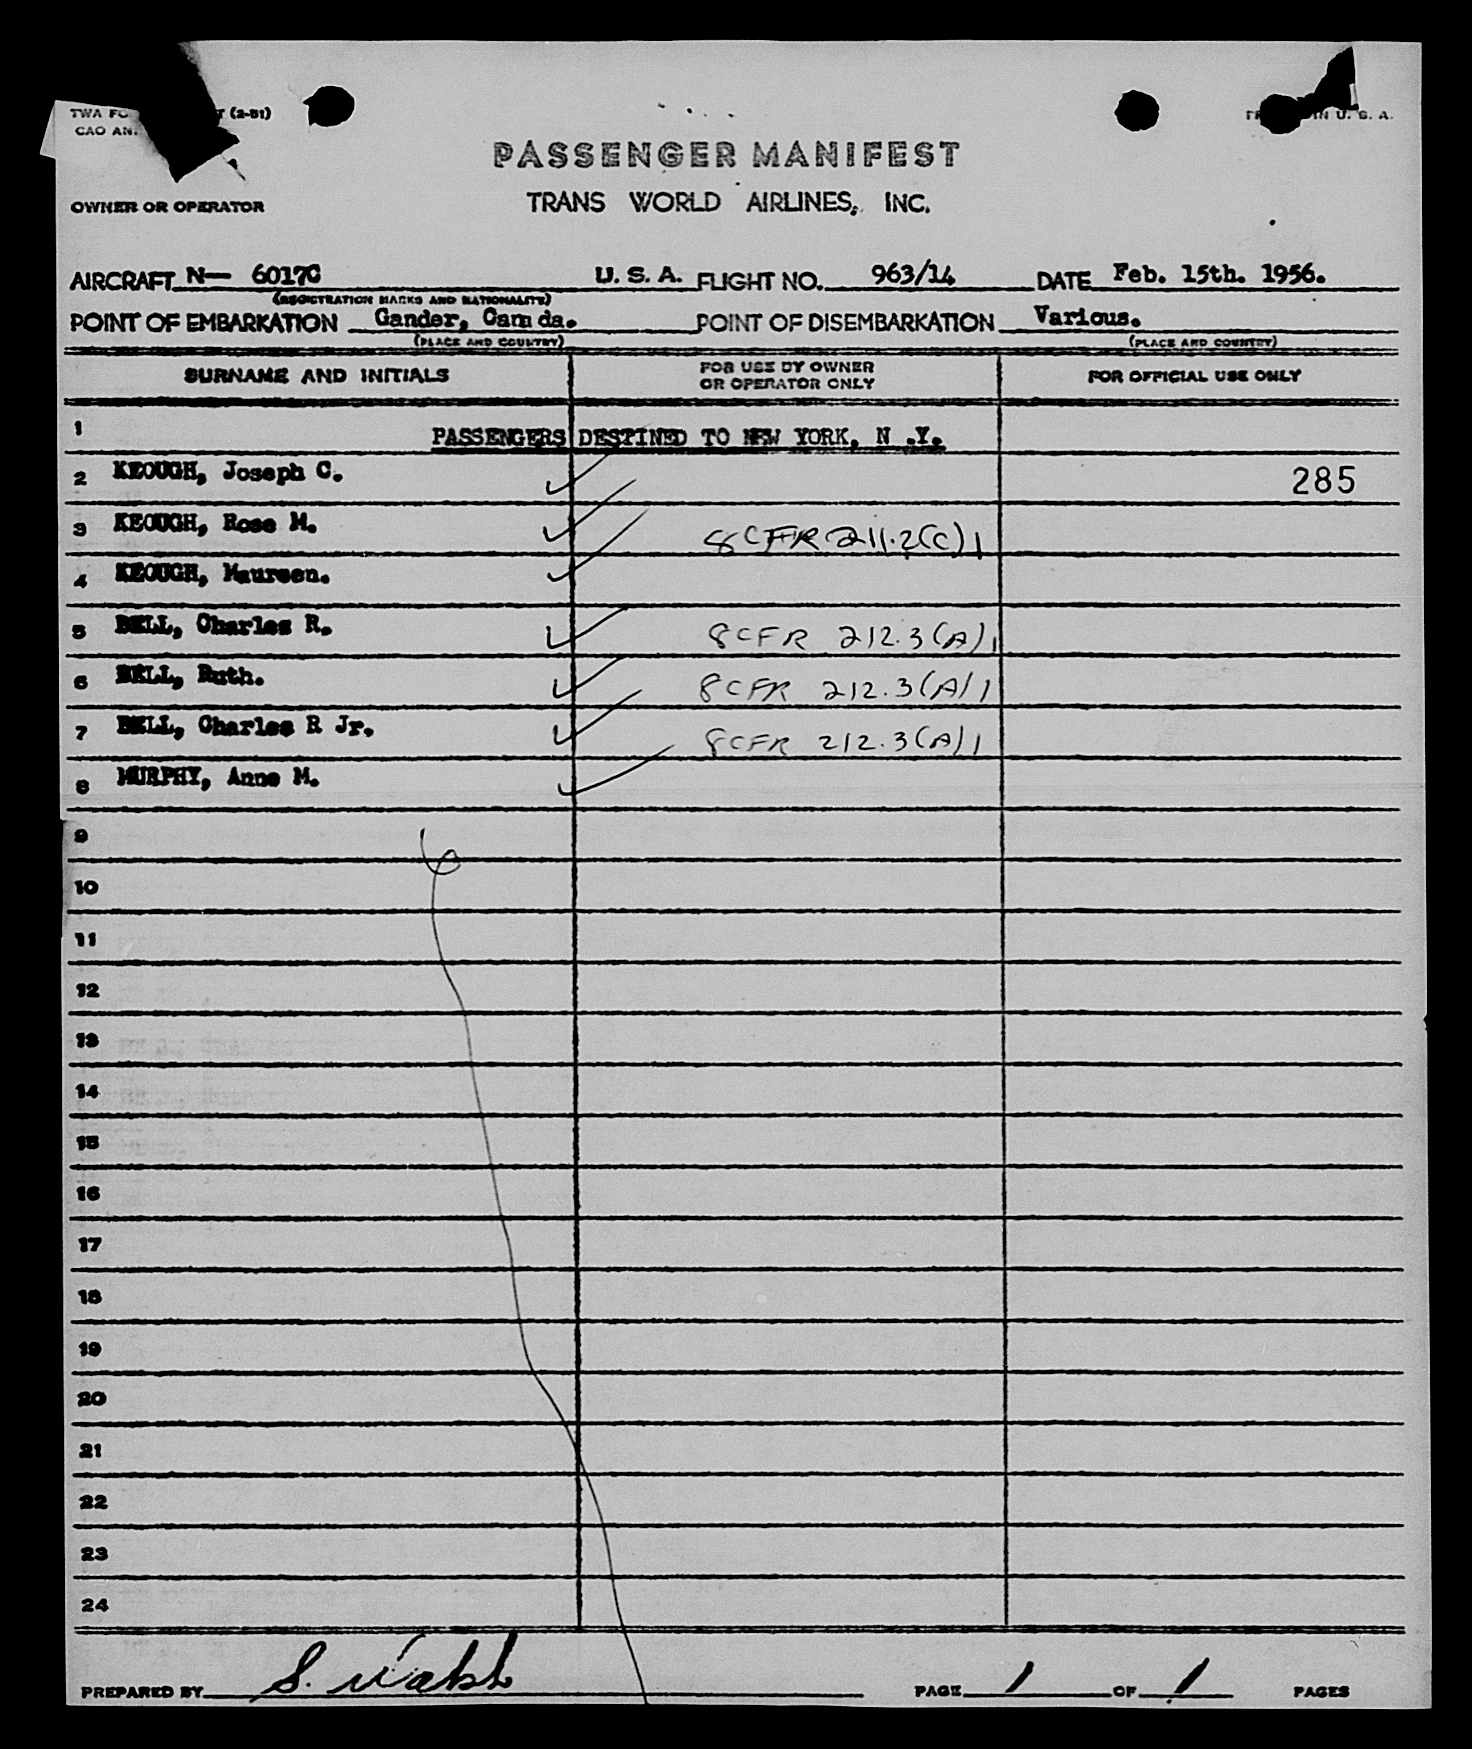 TWA FO T (2-51)
CAO AN. IN U. S. A.
PASSENGER MANIFEST
OWNER OR OPERATOR TRANS WORLD AIRLINES, INC.
AIRCRAFT N— 6017C U. S. A. FLIGHT NO. 963/14 DATE Feb. 15th. 1956.
(REGISTRATION MARKS AND NATIONALITY)
POINT OF EMBARKATION Gander, Canada. POINT OF DISEMBARKATION Various.
(PLACE AND COUNTRY) (PLACE AND COUNTRY)
SURNAME AND INITIALS FOR USE BY OWNER OR OPERATOR ONLY FOR OFFICIAL USE ONLY
1 PASSENGERS DESTINED TO NEW YORK, N .Y.
2 KEOUGH, Joseph C. 285
3 KEOUGH, Rose M. 8CFR 211.2(C)1
4 KEOUGH, Maureen.
5 BELL, Charles R. 8CFR 212.3(A)1
6 BELL, Ruth. 8CFR 212.3(A)1
7 BELL, Charles R Jr. 8CFR 212.3(A)1
8 MURPHY, Anne M.
9
10
11
12
13
14
15
16
17
18
19
20
21
22
23
24
PREPARED BY S. Walsh PAGE 1 OF 1 PAGES